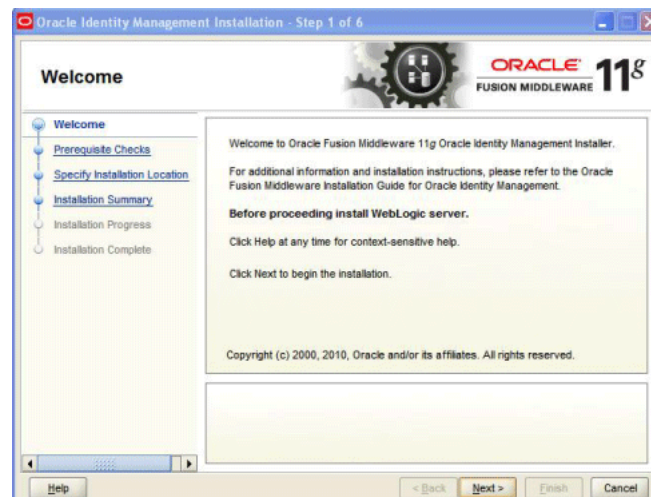 Oracle Identity Management Installation - Step 1 of 6
Welcome
ORACLE
FUSION MIDDLEWARE
11g
Welcome
Prerequisite Checks
Specify Installation Location
Installation Summary
Installation Progress
Installation Complete
Welcome to Oracle Fusion Middleware 11g Oracle Identity Management Installer.
For additional information and installation instructions, please refer to the Oracle
Fusion Middleware Installation Guide for Oracle Identity Management.
Before proceeding install WebLogic server.
Click Help at any time for context-sensitive help.
Click Next to begin the installation.
Copyright (c) 2000, 2010, Oracle and/or its affiliates. All rights reserved.
Help
< Back
Next >
Finish
Cancel